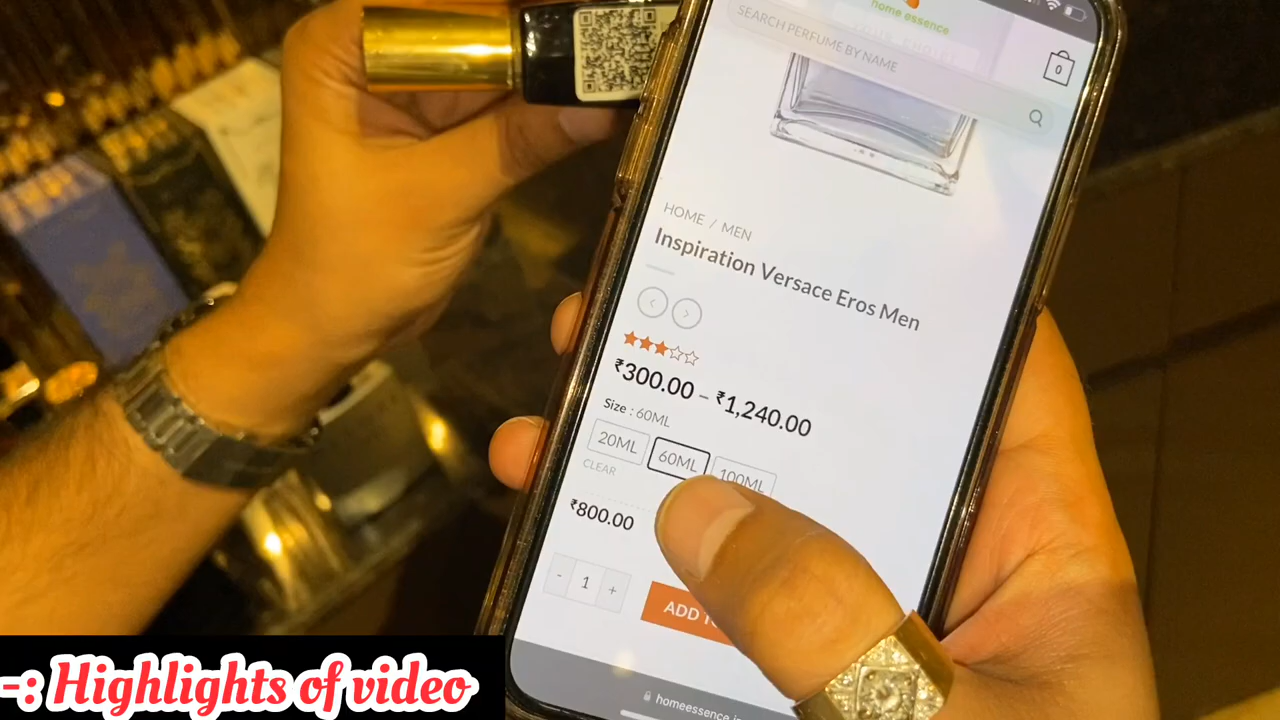 home essence
SEARCH PERFUME BY NAME
0
HOME / MEN
Inspiration Versace Eros Men
₹300.00 – ₹1,240.00
Size : 60ML
20ML 60ML 100ML
CLEAR
₹800.00
- 1 +
ADD
homeessence.
-: Highlights of video